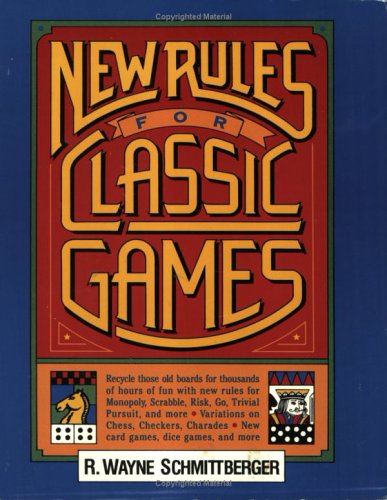 NEW RULES
FOR
CLASSIC
GAMES
Recycle those old boards for thousands
of hours of fun with new rules for
Monopoly, Scrabble, Risk, Go, Trivial
Pursuit, and more • Variations on
Chess, Checkers, Charades • New
card games, dice games, and more
R. WAYNE SCHMITTBERGER